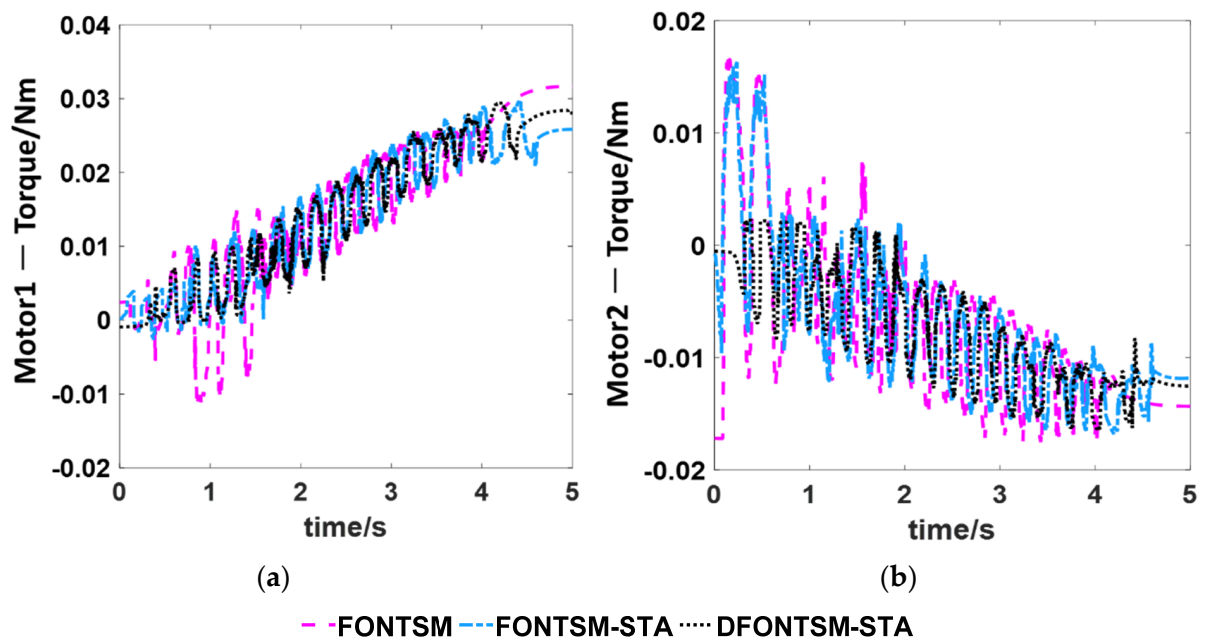 0.04
0.03
0.02
0.01
0
-0.01
-0.02
Motor1 — Torque/Nm
0 1 2 3 4 5
time/s
(a)
0.02
0.01
0
-0.01
-0.02
Motor2 — Torque/Nm
0 1 2 3 4 5
time/s
(b)
FONTSM FONTSM-STA DFONTSM-STA